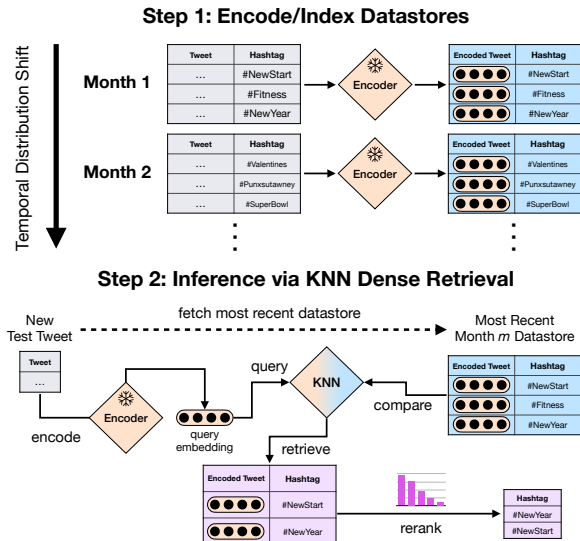 Step 1: Encode/Index Datastores
Temporal Distribution Shift
Month 1
Tweet Hashtag
... #NewStart
... #Fitness
... #NewYear
Encoder
Encoded Tweet Hashtag
#NewStart
#Fitness
#NewYear
Month 2
Tweet Hashtag
... #Valentines
... #Punxsutawney
... #SuperBowl
Encoder
Encoded Tweet Hashtag
#Valentines
#Punxsutawney
#SuperBowl
Step 2: Inference via KNN Dense Retrieval
New
Test Tweet
fetch most recent datastore
Most Recent
Month m Datastore
Tweet
...
encode
Encoder
query
embedding
query
KNN
compare
Encoded Tweet Hashtag
#NewStart
#Fitness
#NewYear
retrieve
Encoded Tweet Hashtag
#NewStart
#NewYear
rerank
Hashtag
#NewYear
#NewStart